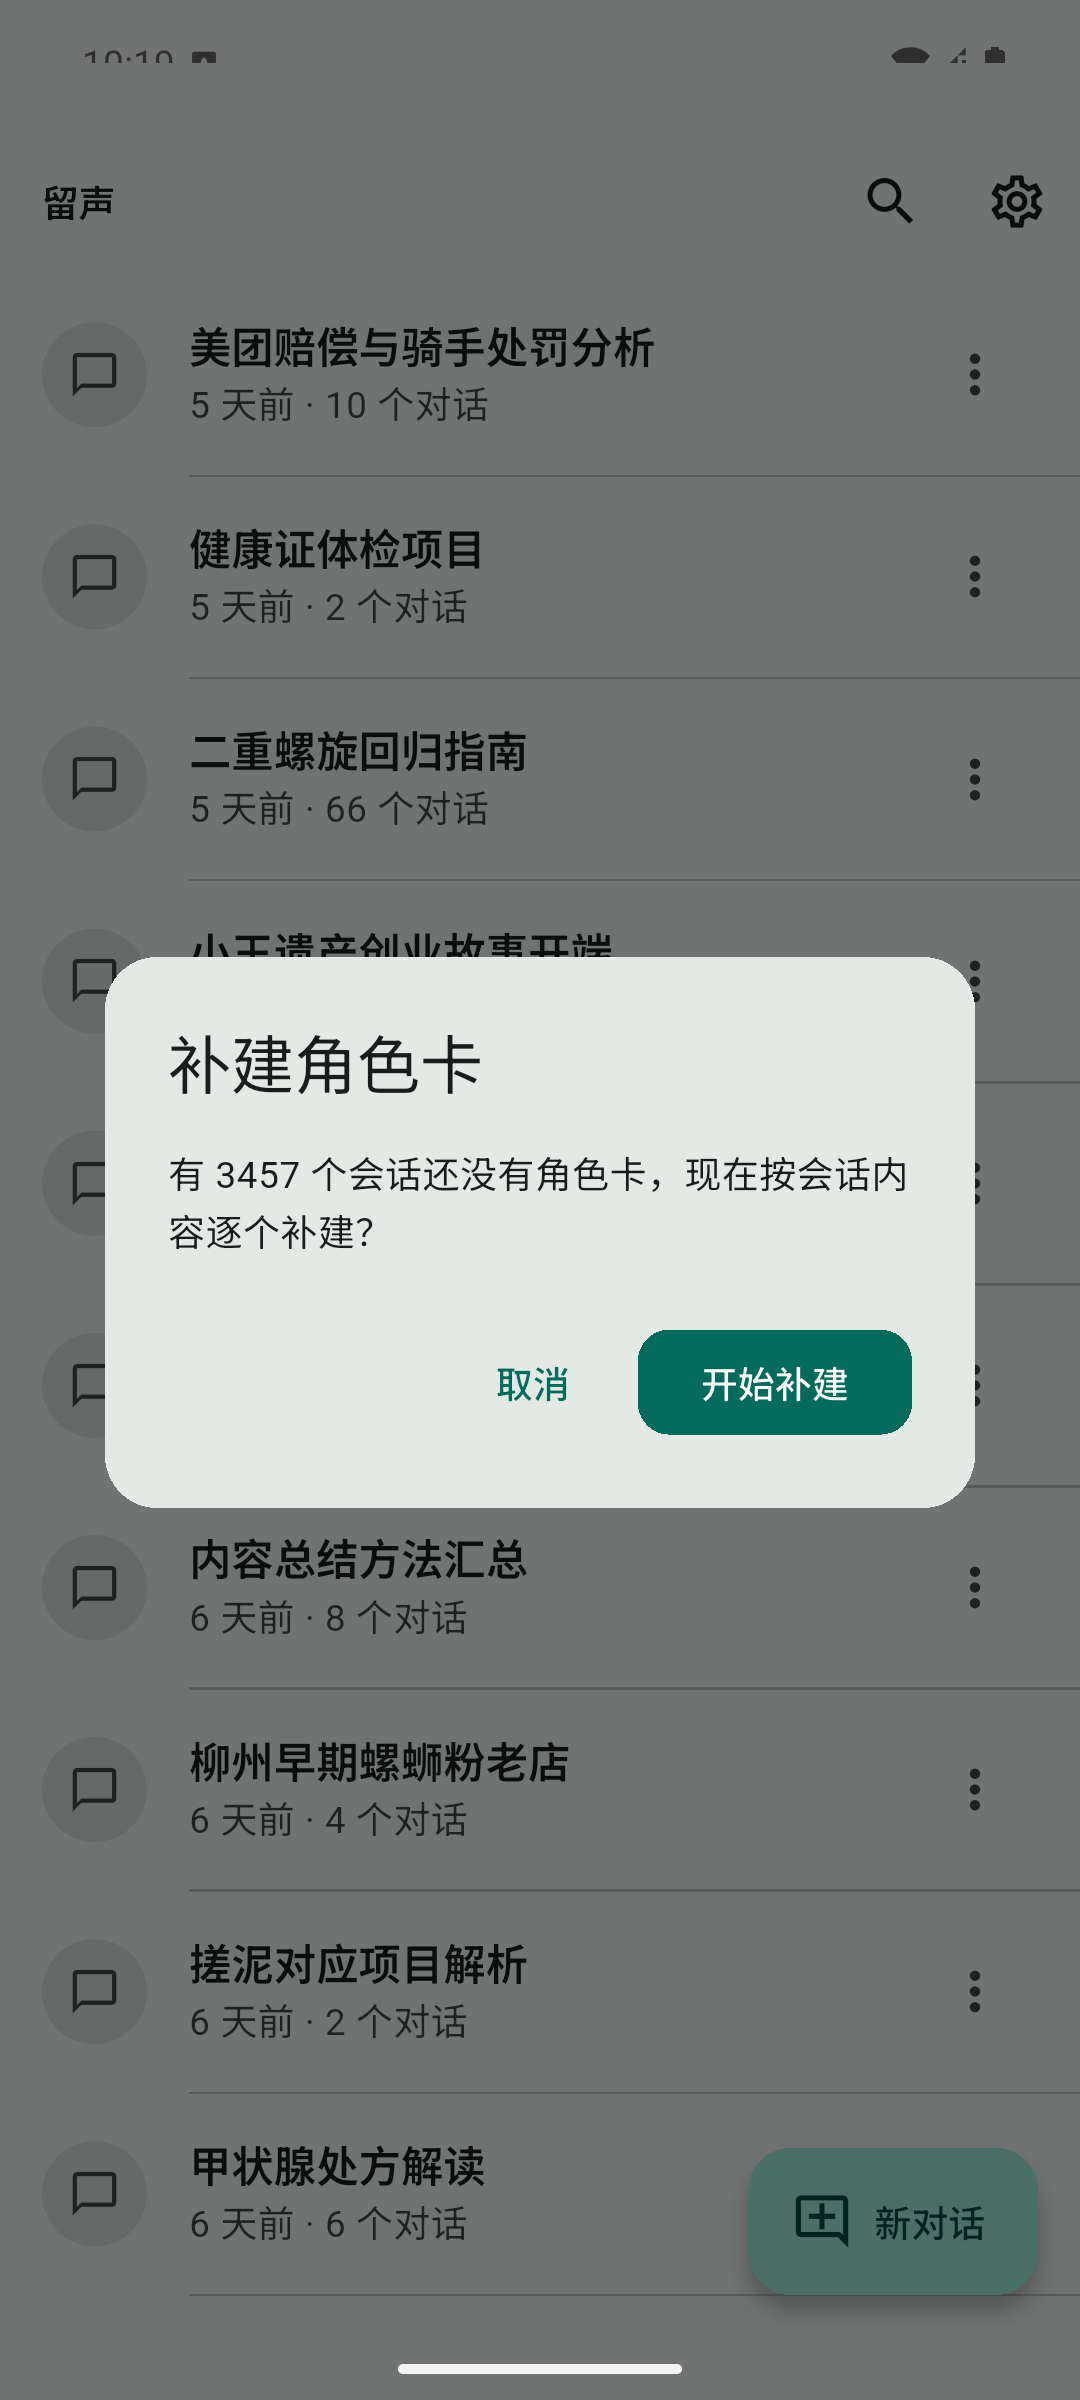 留声
美团赔偿与骑手处罚分析
5 天前 · 10 个对话
健康证体检项目
5 天前 · 2 个对话
二重螺旋回归指南
5 天前 · 66 个对话
补建角色卡
有 3457 个会话还没有角色卡，现在按会话内
容逐个补建？
取消
开始补建
内容总结方法汇总
6 天前 · 8 个对话
柳州早期螺蛳粉老店
6 天前 · 4 个对话
搓泥对应项目解析
6 天前 · 2 个对话
甲状腺处方解读
6 天前 · 6 个对话
新对话